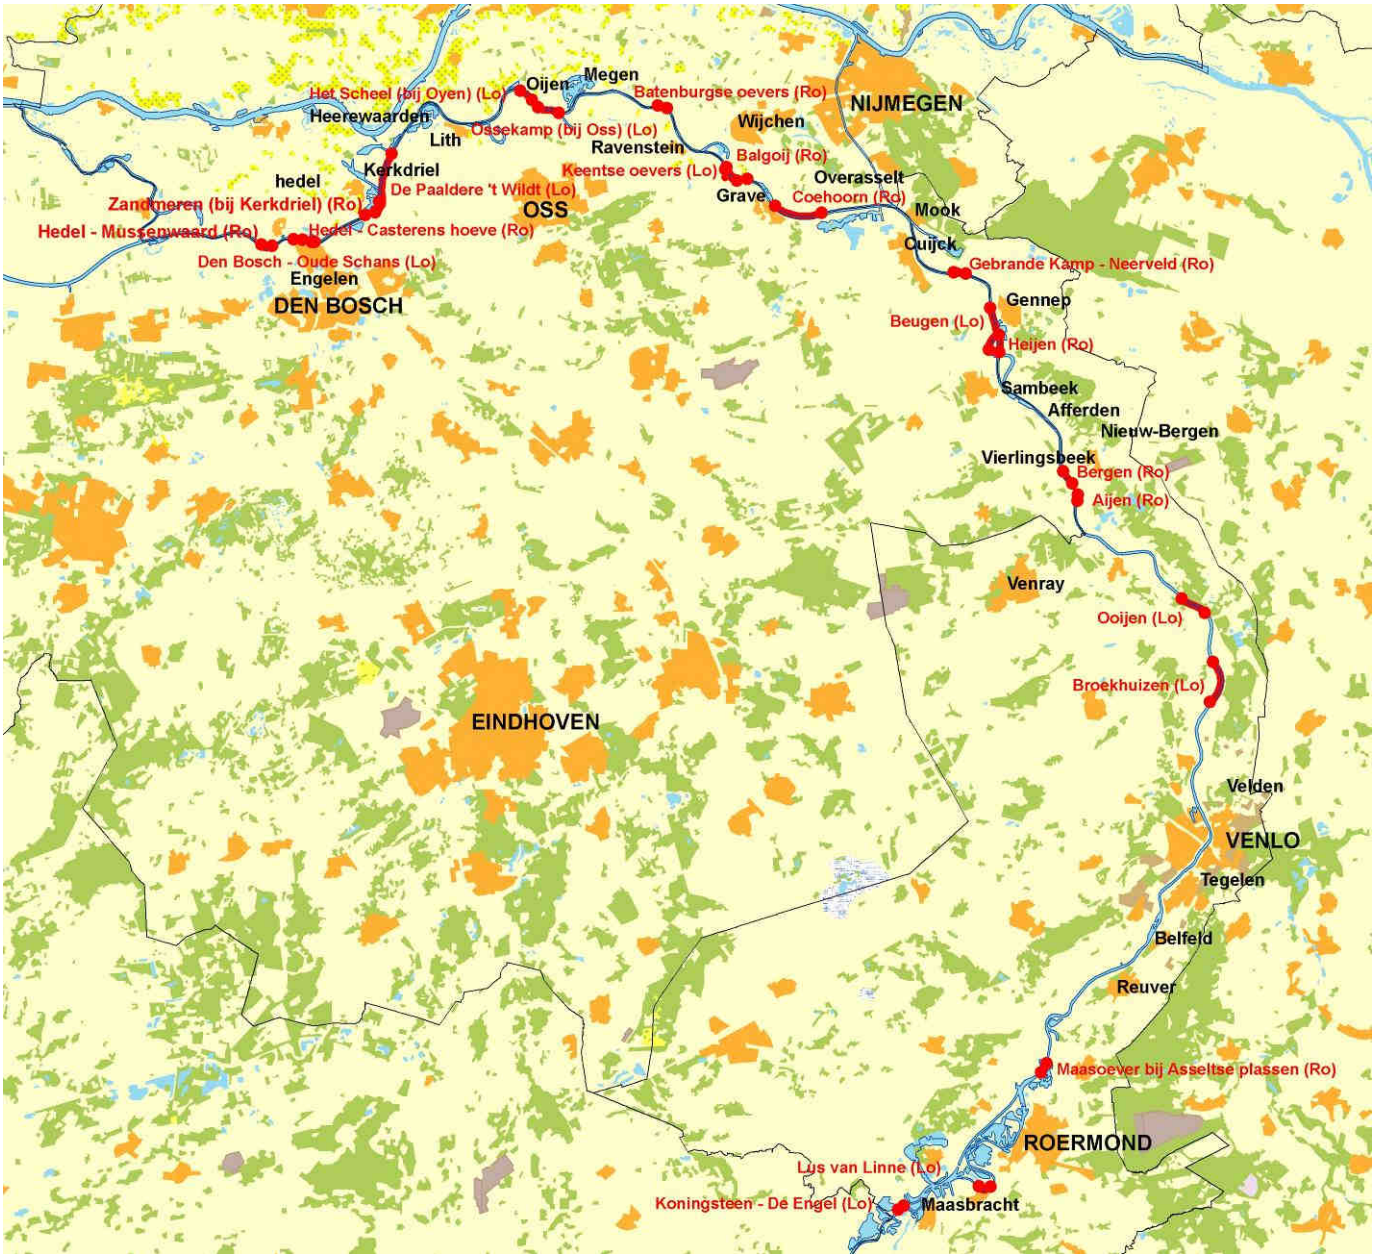 Megen
Oijen
Het Scheel (bij Oyen) (Lo)
Batenburgse oevers (Ro)
NIJMEGEN
Heerewaarden
Wijchen
Ossekamp (bij Oss) (Lo)
Lith
Ravenstein
Balgoij (Ro)
Kerkdriel
Keentse oevers (Lo)
Overasselt
hedel
De Paaldere 't Wildt (Lo)
Grave
Coehoorn (Ro)
Zandmeren (bij Kerkdriel) (Ro)
OSS
Mook
Hedel - Mussenwaard (Ro)
Hedel - Casterens hoeve (Ro)
Cuijck
Den Bosch - Oude Schans (Lo)
Gebrande Kamp - Neerveld (Ro)
Engelen
DEN BOSCH
Gennep
Beugen (Lo)
Heijen (Ro)
Sambeek
Afferden
Nieuw-Bergen
Vierlingsbeek
Bergen (Ro)
Aijen (Ro)
Venray
Ooijen (Lo)
Broekhuizen (Lo)
EINDHOVEN
Velden
VENLO
Tegelen
Belfeld
Reuver
Maasoever bij Asseltse plassen (Ro)
ROERMOND
Lus van Linne (Lo)
Koningsteen - De Engel (Lo)
Maasbracht